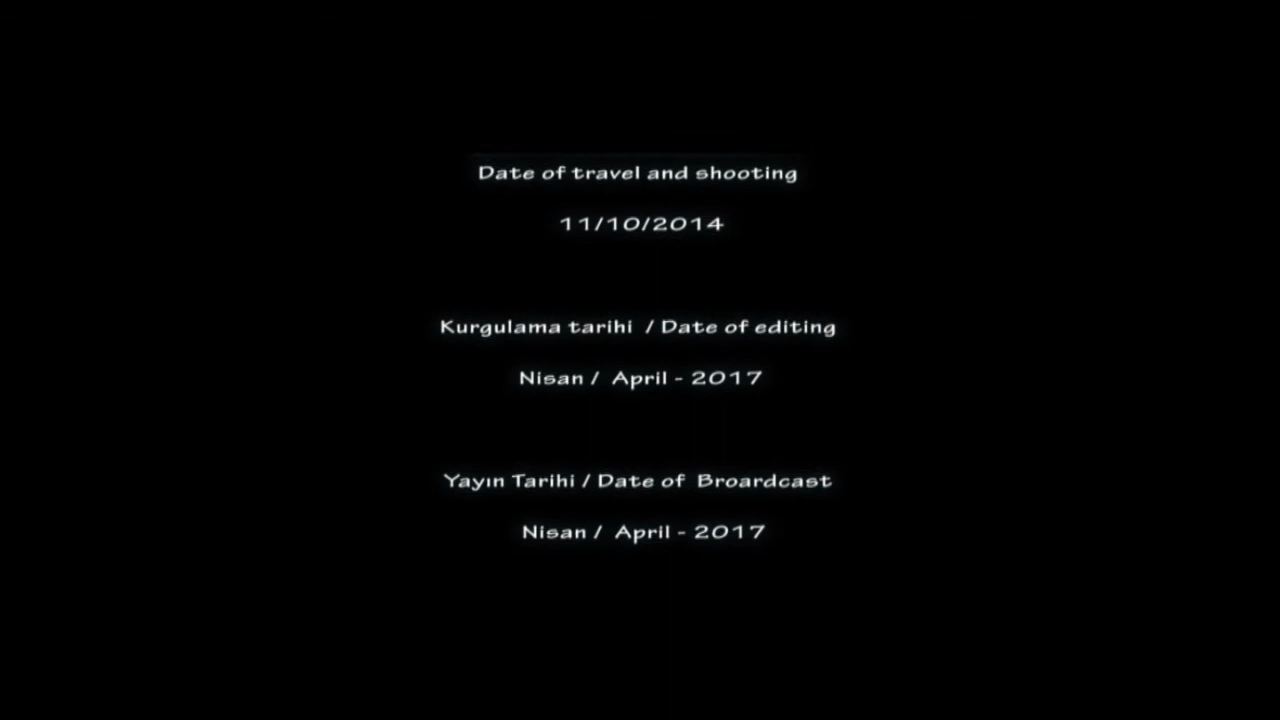 Date of travel and shooting
11/10/2014
Kurgulama tarihi / Date of editing
Nisan / April - 2017
Yayın Tarihi / Date of Broardcast
Nisan / April - 2017